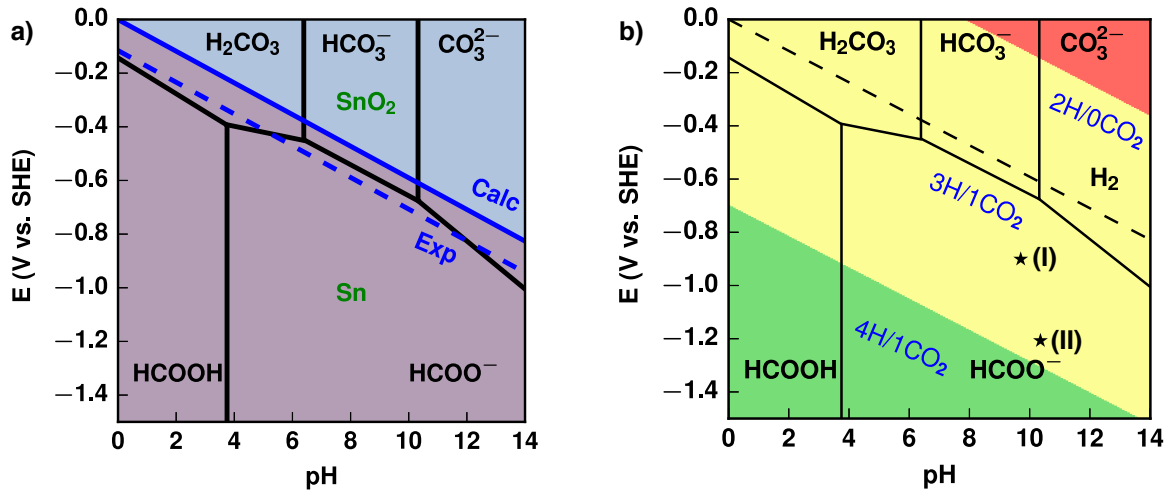 a)
E (V vs. SHE)
0.0
−0.2
−0.4
−0.6
−0.8
−1.0
−1.2
−1.4
H₂CO₃
HCO₃⁻
CO₃²⁻
SnO₂
Calc
Exp
Sn
HCOOH
HCOO⁻
0 2 4 6 8 10 12 14
pH
b)
E (V vs. SHE)
0.0
−0.2
−0.4
−0.6
−0.8
−1.0
−1.2
−1.4
H₂CO₃
HCO₃⁻
CO₃²⁻
2H/0CO₂
H₂
3H/1CO₂
(I)
(II)
4H/1CO₂
HCOOH
HCOO⁻
0 2 4 6 8 10 12 14
pH